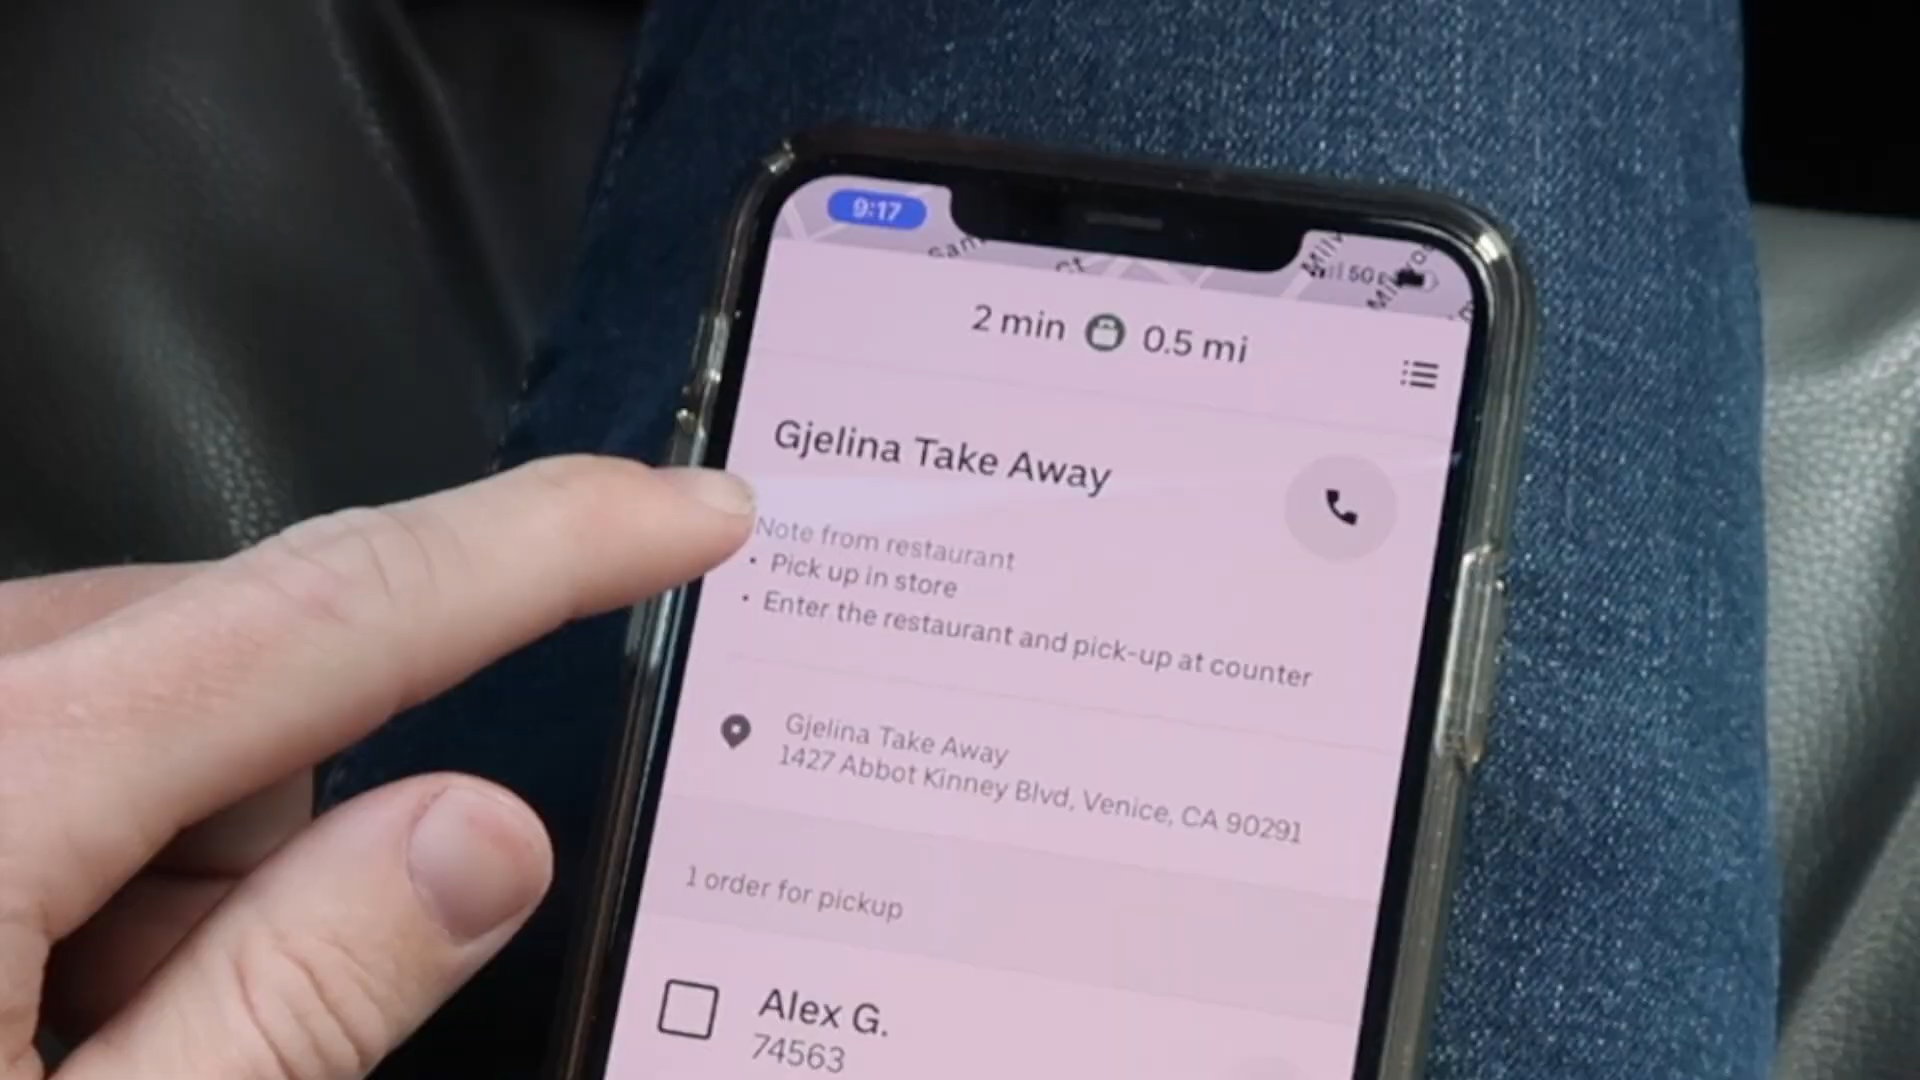 9:17
Sam
Ct
2 min 0.5 mi
Gjelina Take Away
Note from restaurant
• Pick up in store
• Enter the restaurant and pick-up at counter
Gjelina Take Away
1427 Abbot Kinney Blvd, Venice, CA 90291
1 order for pickup
Alex G.
74563